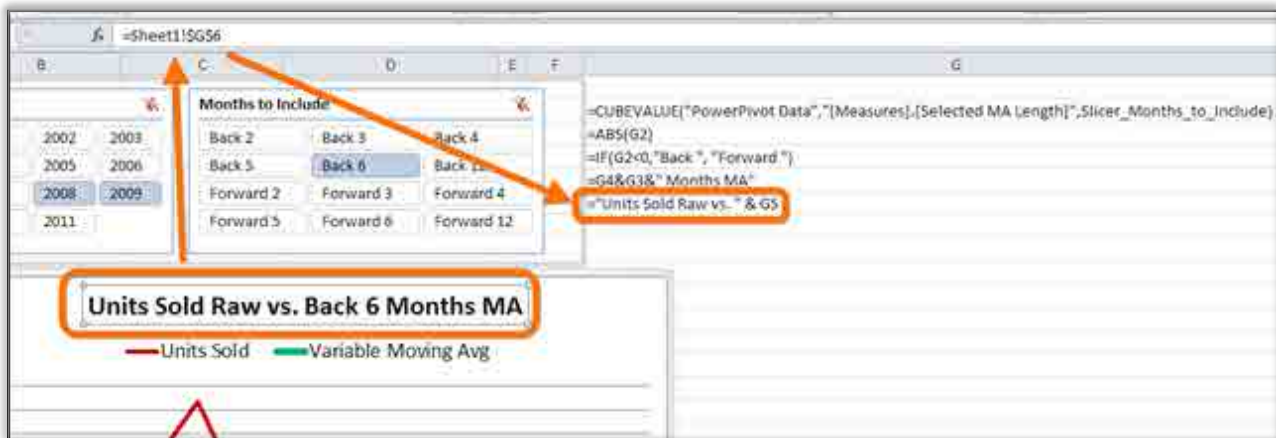 fx =Sheet1!$G$6
B C D E F G
Months to Include
2002 2003 Back 2 Back 3 Back 4
2005 2006 Back 5 Back 6 Back 12
2008 2009 Forward 2 Forward 3 Forward 4
2011 Forward 5 Forward 6 Forward 12
=CUBEVALUE("PowerPivot Data","[Measures].[Selected MA Length]",Slicer_Months_to_Include)
=ABS(G2)
=IF(G2<0,"Back ", "Forward ")
=G4&G3&" Months MA"
="Units Sold Raw vs. " & G5
Units Sold Raw vs. Back 6 Months MA
Units Sold Variable Moving Avg